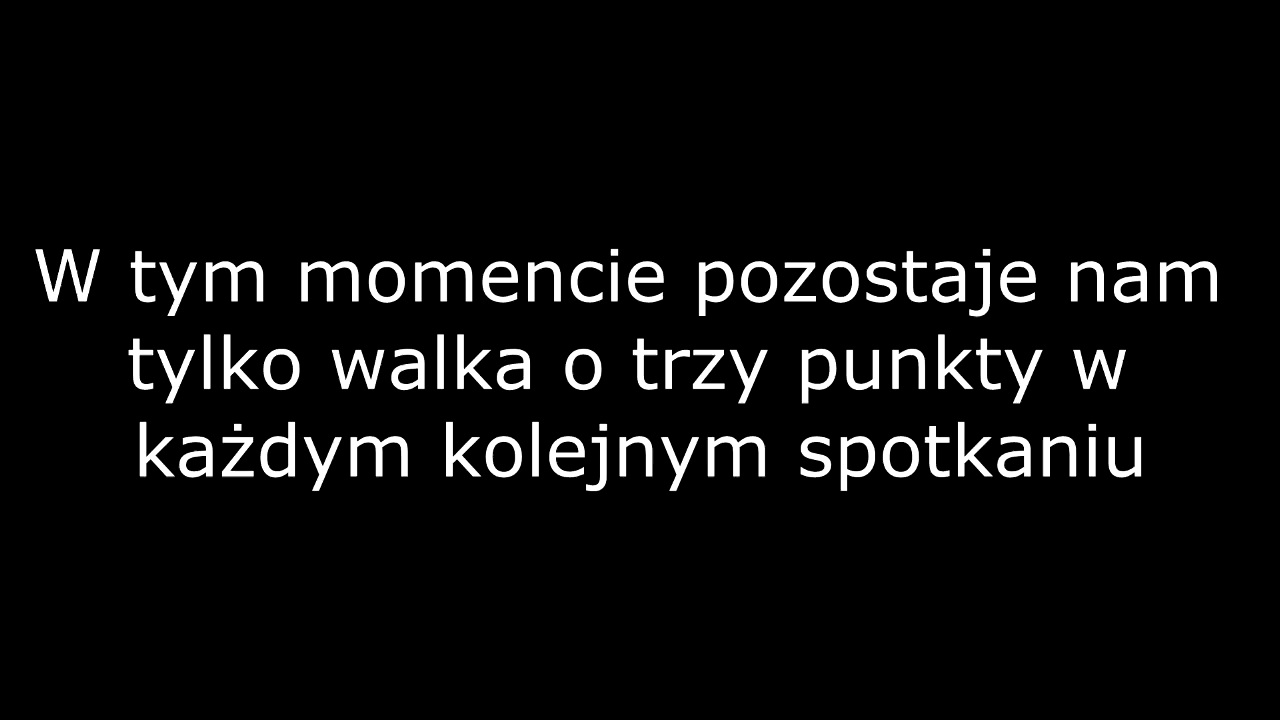 W tym momencie pozostaje nam
tylko walka o trzy punkty w
każdym kolejnym spotkaniu